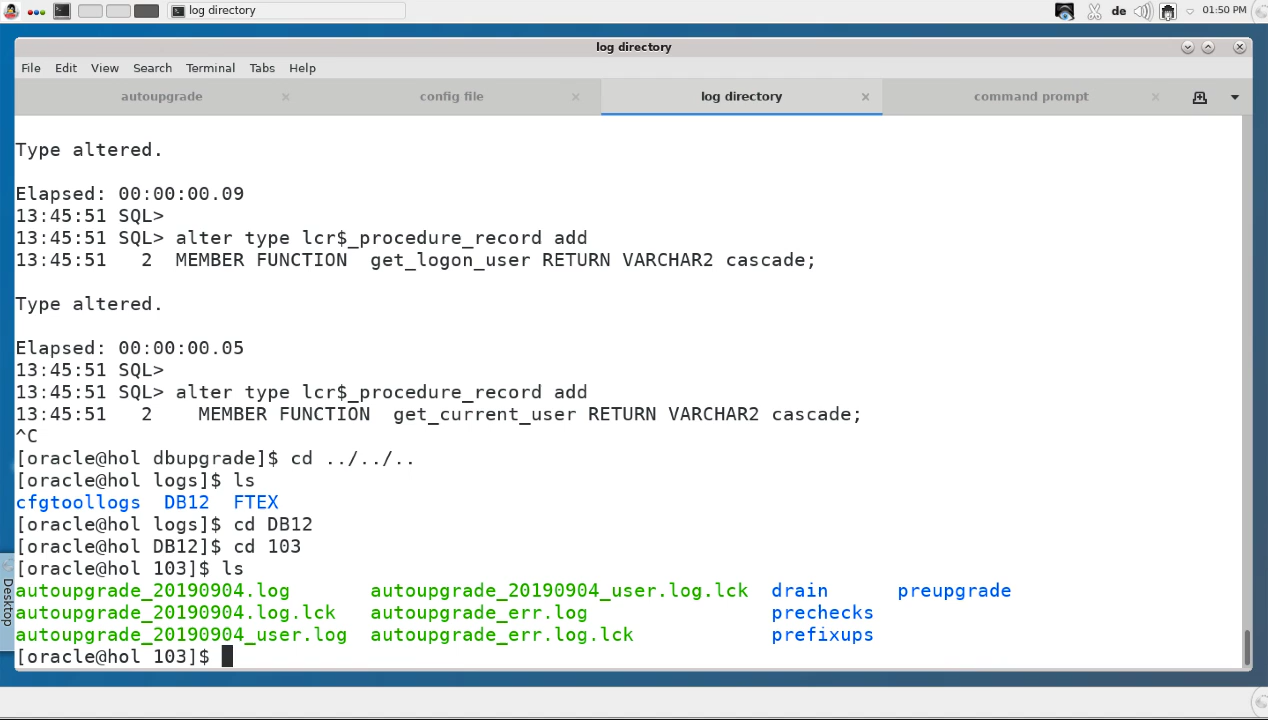 log directory
de
01:50 PM
log directory
File Edit View Search Terminal Tabs Help
autoupgrade
config file
log directory
command prompt
Type altered.
Elapsed: 00:00:00.09
13:45:51 SQL>
13:45:51 SQL> alter type lcr$_procedure_record add
13:45:51   2  MEMBER FUNCTION  get_logon_user RETURN VARCHAR2 cascade;
Type altered.
Elapsed: 00:00:00.05
13:45:51 SQL>
13:45:51 SQL> alter type lcr$_procedure_record add
13:45:51   2    MEMBER FUNCTION  get_current_user RETURN VARCHAR2 cascade;
^C
[oracle@hol dbupgrade]$ cd ../../..
[oracle@hol logs]$ ls
cfgtoollogs  DB12  FTEX
[oracle@hol logs]$ cd DB12
[oracle@hol DB12]$ cd 103
[oracle@hol 103]$ ls
autoupgrade_20190904.log       autoupgrade_20190904_user.log.lck  drain      preupgrade
autoupgrade_20190904.log.lck   autoupgrade_err.log                prechecks
autoupgrade_20190904_user.log  autoupgrade_err.log.lck            prefixups
[oracle@hol 103]$
Desktop